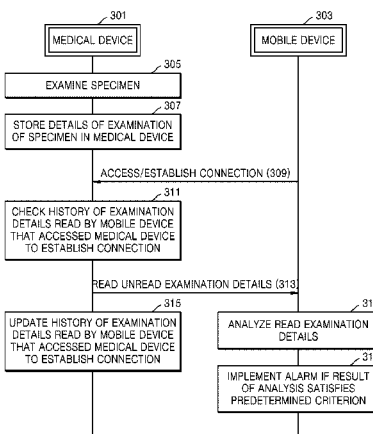 301
303
MEDICAL DEVICE
MOBILE DEVICE
305
EXAMINE SPECIMEN
307
STORE DETAILS OF EXAMINATION
OF SPECIMEN IN MEDICAL DEVICE
ACCESS/ESTABLISH CONNECTION (309)
311
CHECK HISTORY OF EXAMINATION
DETAILS READ BY MOBILE DEVICE
THAT ACCESSED MEDICAL DEVICE
TO ESTABLISH CONNECTION
READ UNREAD EXAMINATION DETAILS (313)
315
UPDATE HISTORY OF EXAMINATION
DETAILS READ BY MOBILE DEVICE
THAT ACCESSED MEDICAL DEVICE
TO ESTABLISH CONNECTION
31
ANALYZE READ EXAMINATION
DETAILS
31
IMPLEMENT ALARM IF RESULT
OF ANALYSIS SATISFIES
PREDETERMINED CRITERION